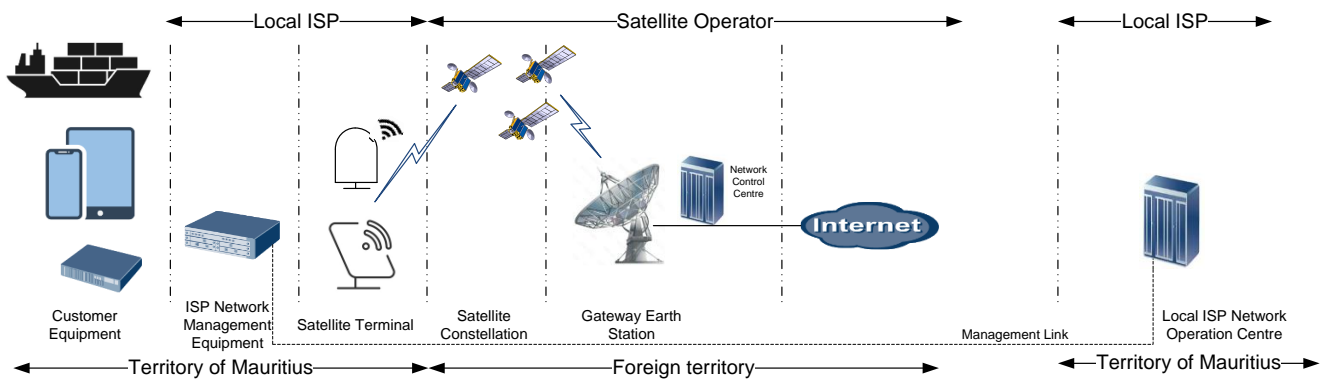 Local ISP
Satellite Operator
Local ISP
Network
Control
Centre
Internet
Customer
Equipment
ISP Network
Management
Equipment
Satellite Terminal
Satellite
Constellation
Gateway Earth
Station
Management Link
Local ISP Network
Operation Centre
Territory of Mauritius
Foreign territory
Territory of Mauritius